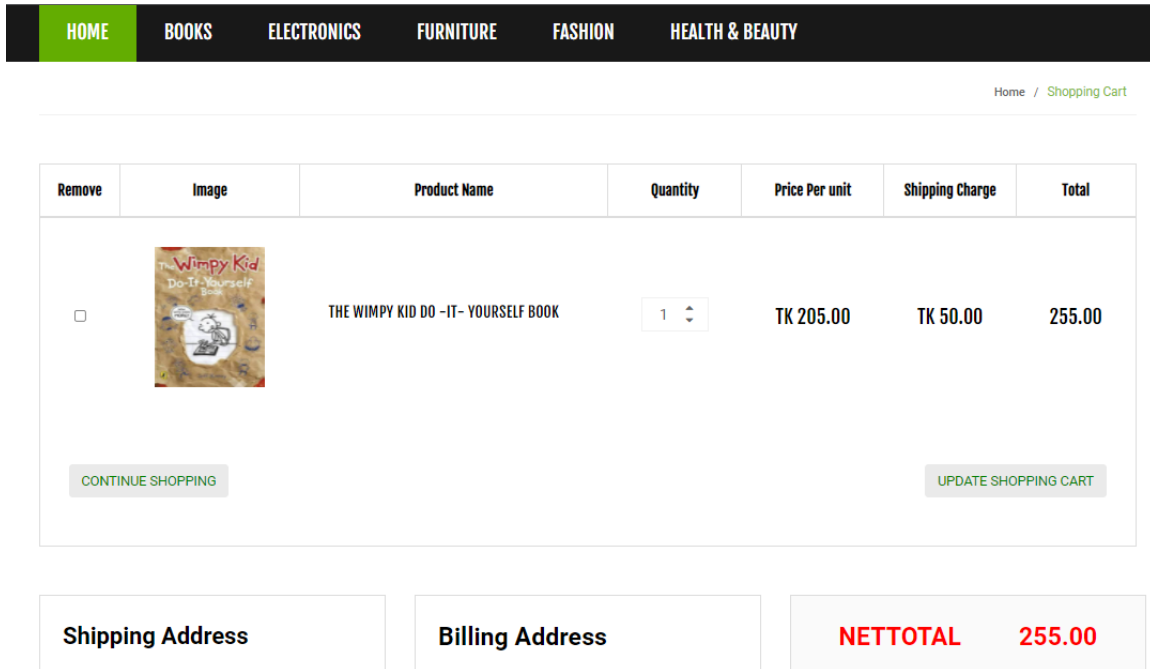 HOME BOOKS ELECTRONICS FURNITURE FASHION HEALTH & BEAUTY
Home / Shopping Cart
Remove Image Product Name Quantity Price Per unit Shipping Charge Total
The Wimpy Kid
Do-It-Yourself
Book
THE WIMPY KID DO -IT- YOURSELF BOOK 1 TK 205.00 TK 50.00 255.00
CONTINUE SHOPPING UPDATE SHOPPING CART
Shipping Address Billing Address NETTOTAL 255.00